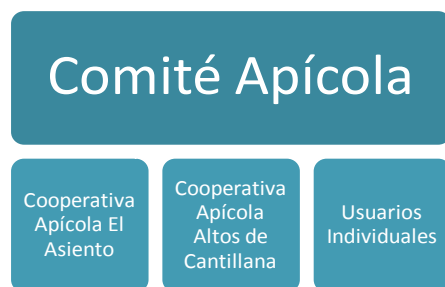 Comité Apícola
Cooperativa
Apícola El
Asiento
Cooperativa
Apícola
Altos de
Cantillana
Usuarios
Individuales